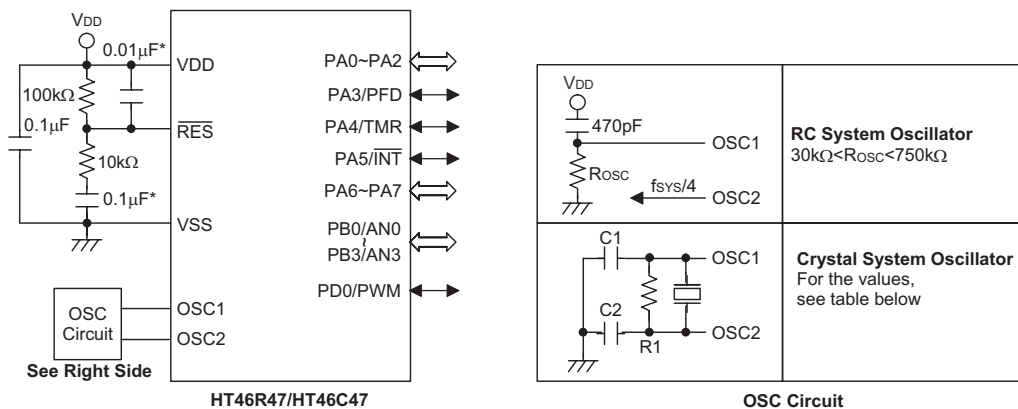 VDD
0.01μF*
VDD
100kΩ
0.1μF
RES
10kΩ
0.1μF*
VSS
OSC
Circuit
See Right Side
OSC1
OSC2
PA0~PA2
PA3/PFD
PA4/TMR
PA5/INT
PA6~PA7
PB0/AN0
~
PB3/AN3
PD0/PWM
HT46R47/HT46C47
VDD
470pF
OSC1
ROSC
fSYS/4
OSC2
RC System Oscillator
30kΩ<ROSC<750kΩ
C1
OSC1
C2
R1
OSC2
Crystal System Oscillator
For the values,
see table below
OSC Circuit